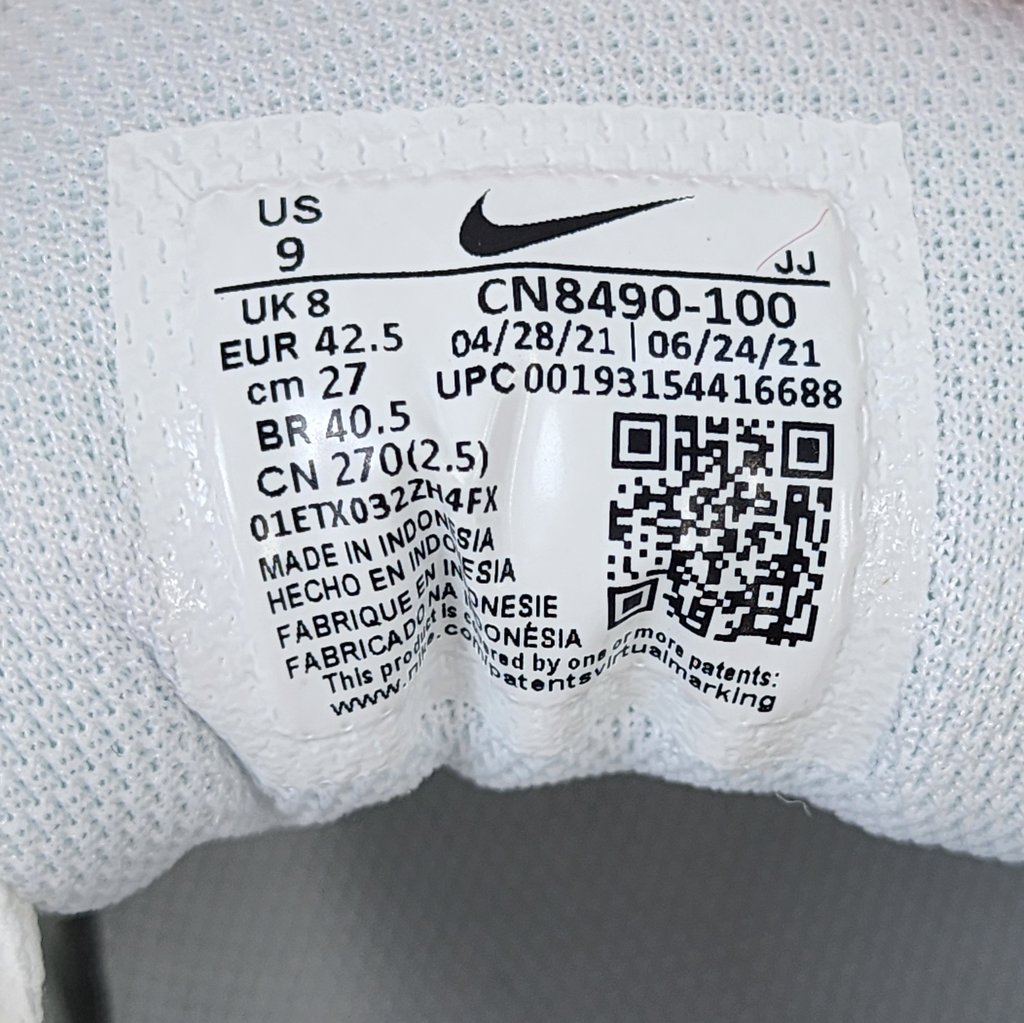 US
9
JJ
UK 8
EUR 42.5
cm 27
BR 40.5
CN 270(2.5)
01ETX032ZH4FX
CN8490-100
04/28/21 | 06/24/21
UPC 00193154416688
MADE IN INDONESIA
HECHO EN INDONESIA
FABRIQUE EN INDONESIE
FABRICADO NA INDONÉSIA
This product is covered by one or more patents:
www.nike.com/patentsvirtualmarking